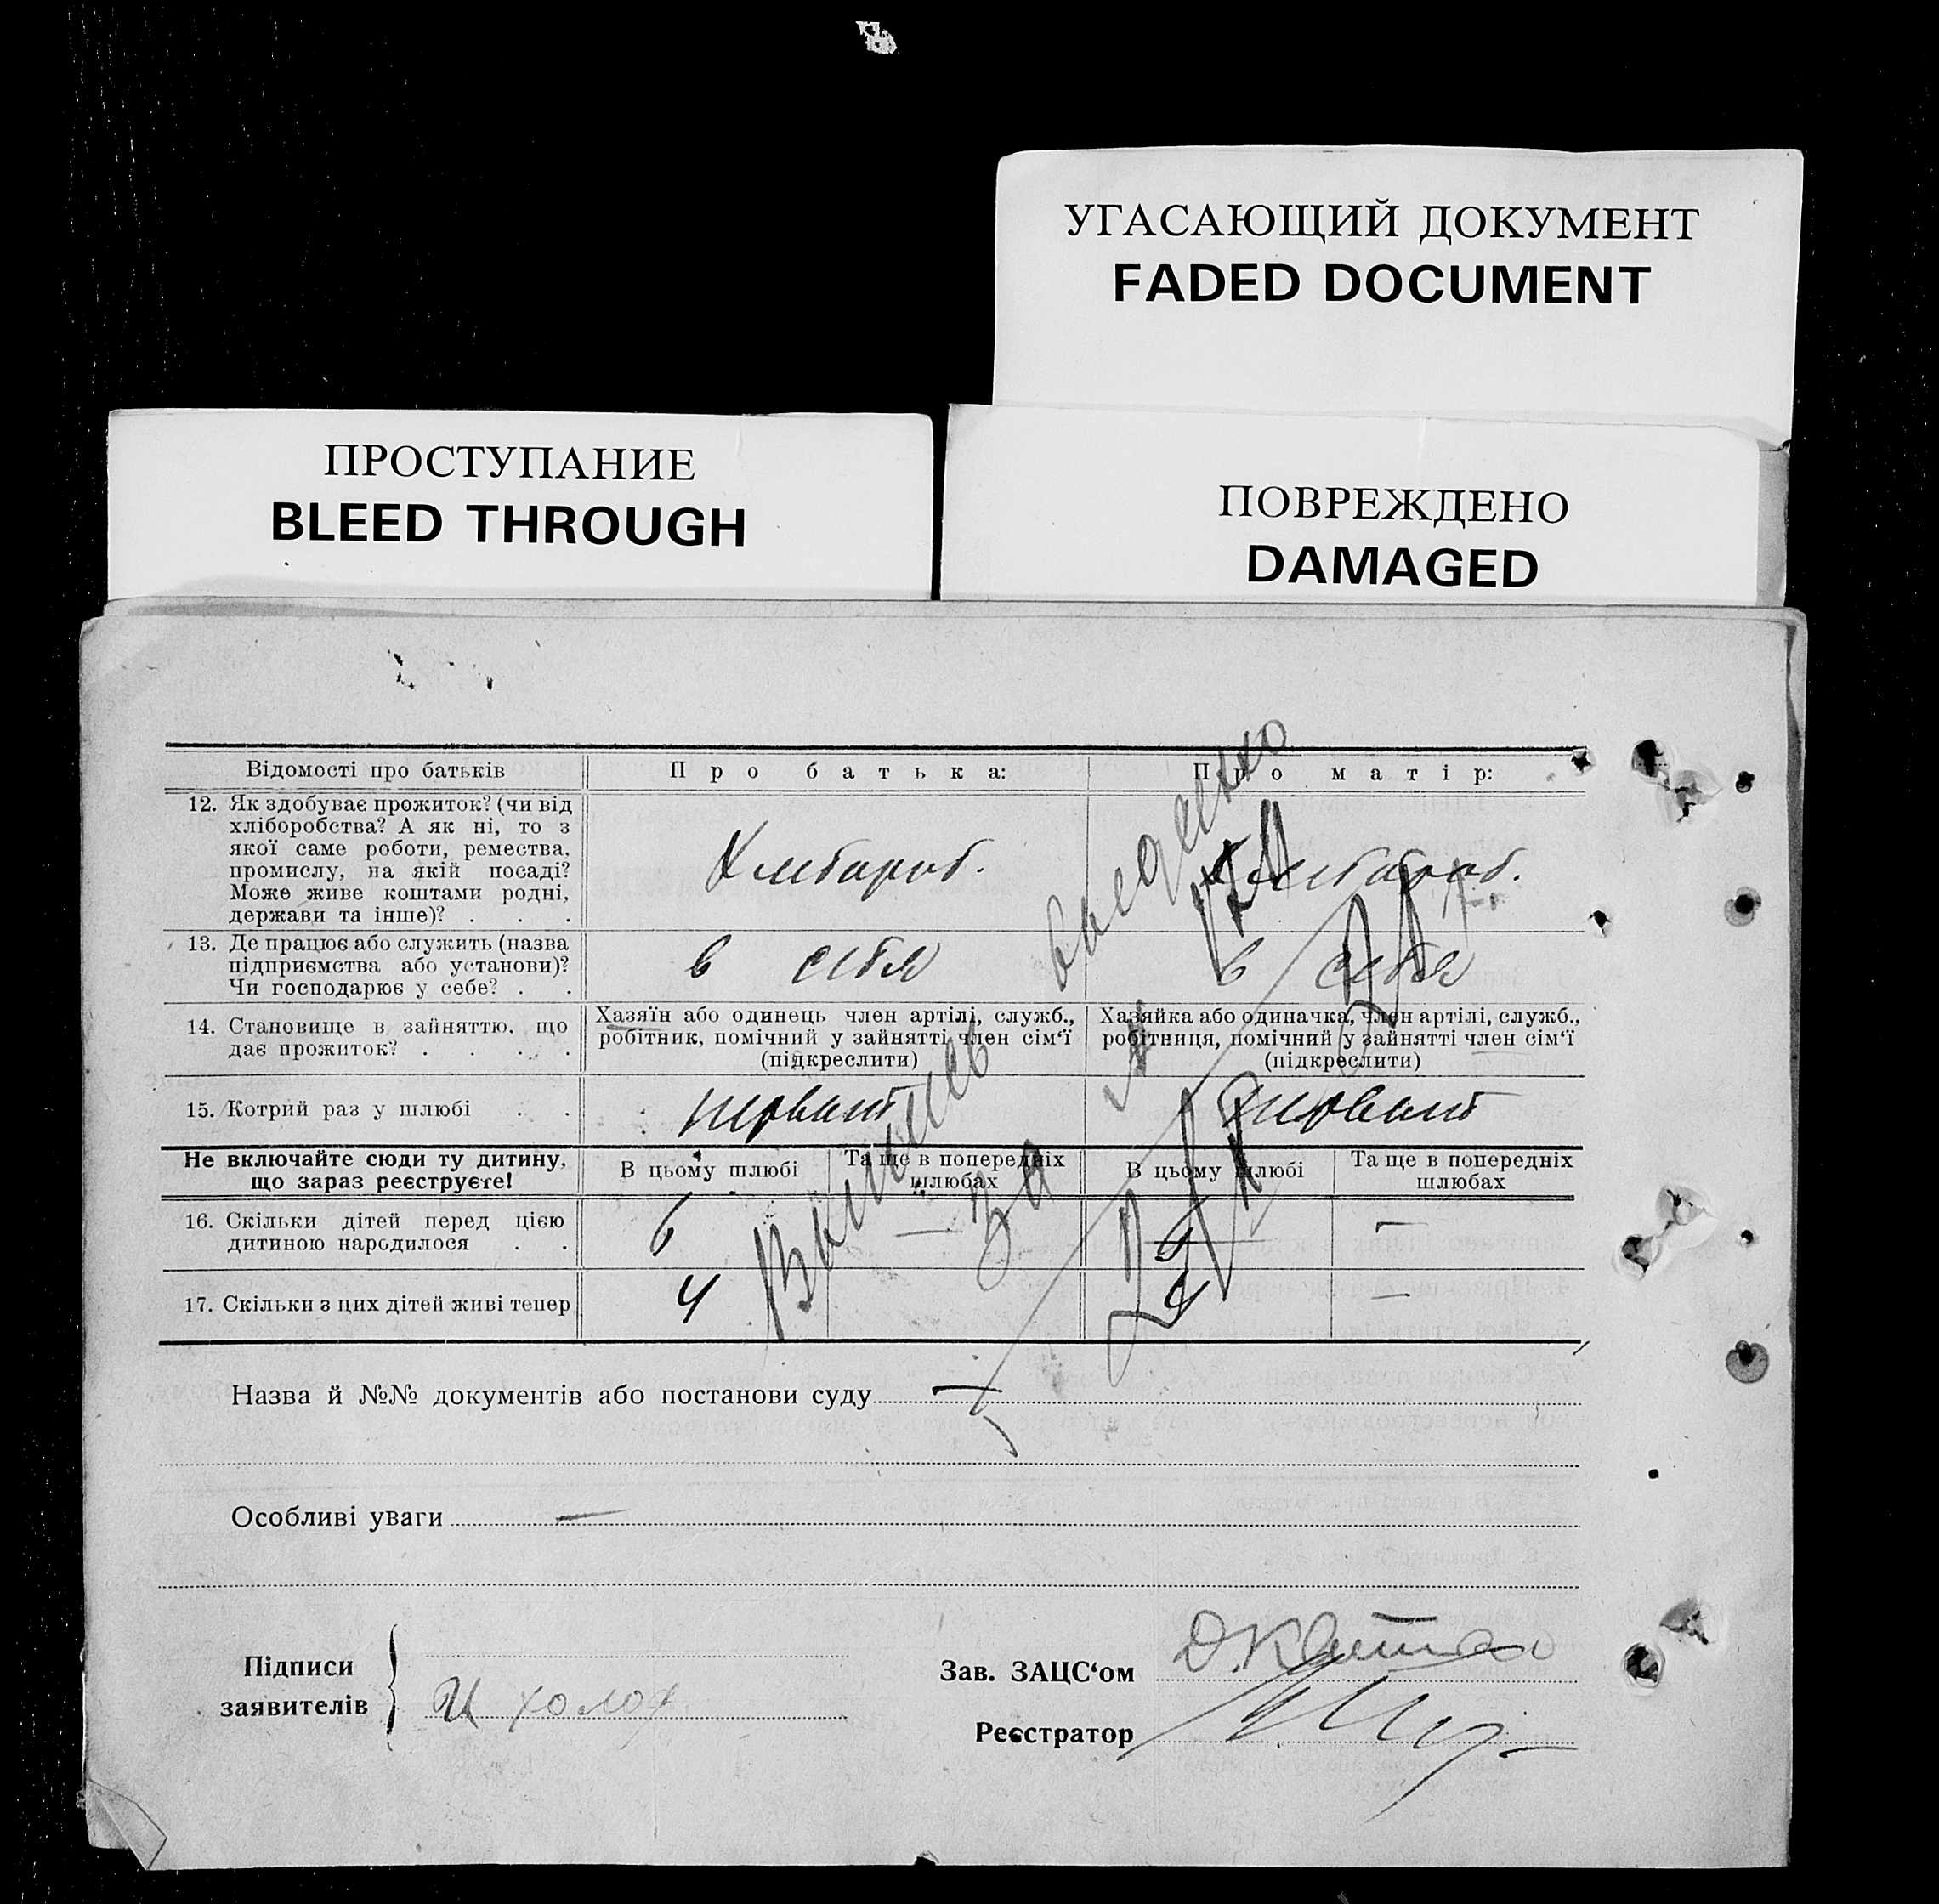 УГАСАЮЩИЙ ДОКУМЕНТ
FADED DOCUMENT
ПРОСТУПАНИЕ
BLEED THROUGH
ПОВРЕЖДЕНО
DAMAGED
Відомості про батьків
Про батька:
Про матір:
12. Як здобуває прожиток? (чи від
хліборобства? А як ні, то з
якої саме роботи, ремества,
промислу, на якій посаді?
Може живе коштами родні,
держави та інше)? . . .
Хлібороб.
Хлібороб.
13. Де працює або служить (назва
підприємства або установи)?
Чи господарює у себе? . .
в себя
в себя
14. Становище в зайняттю, що
дає прожиток? . . . .
Хазяїн або одинець член артілі, служб.,
робітник, помічний у зайнятті член сім‘ї
(підкреслити)
Хазяйка або одиначка, член артілі, служб.,
робітниця, помічний у зайнятті член сім‘ї
(підкреслити)
15. Котрий раз у шлюбі . .
первий
первий
Не включайте сюди ту дитину,
що зараз реєструєте!
В цьому шлюбі
Та ще в попередніх
шлюбах
В цьому шлюбі
Та ще в попередніх
шлюбах
16. Скільки дітей перед цією
дитиною народилося . .
6
—
6
—
17. Скільки з цих дітей живі тепер
4
4
—
Назва й №№ документів або постанови суду —
Особливі уваги —
Підписи
заявителів
Зав. ЗАЦС‘ом
Реєстратор